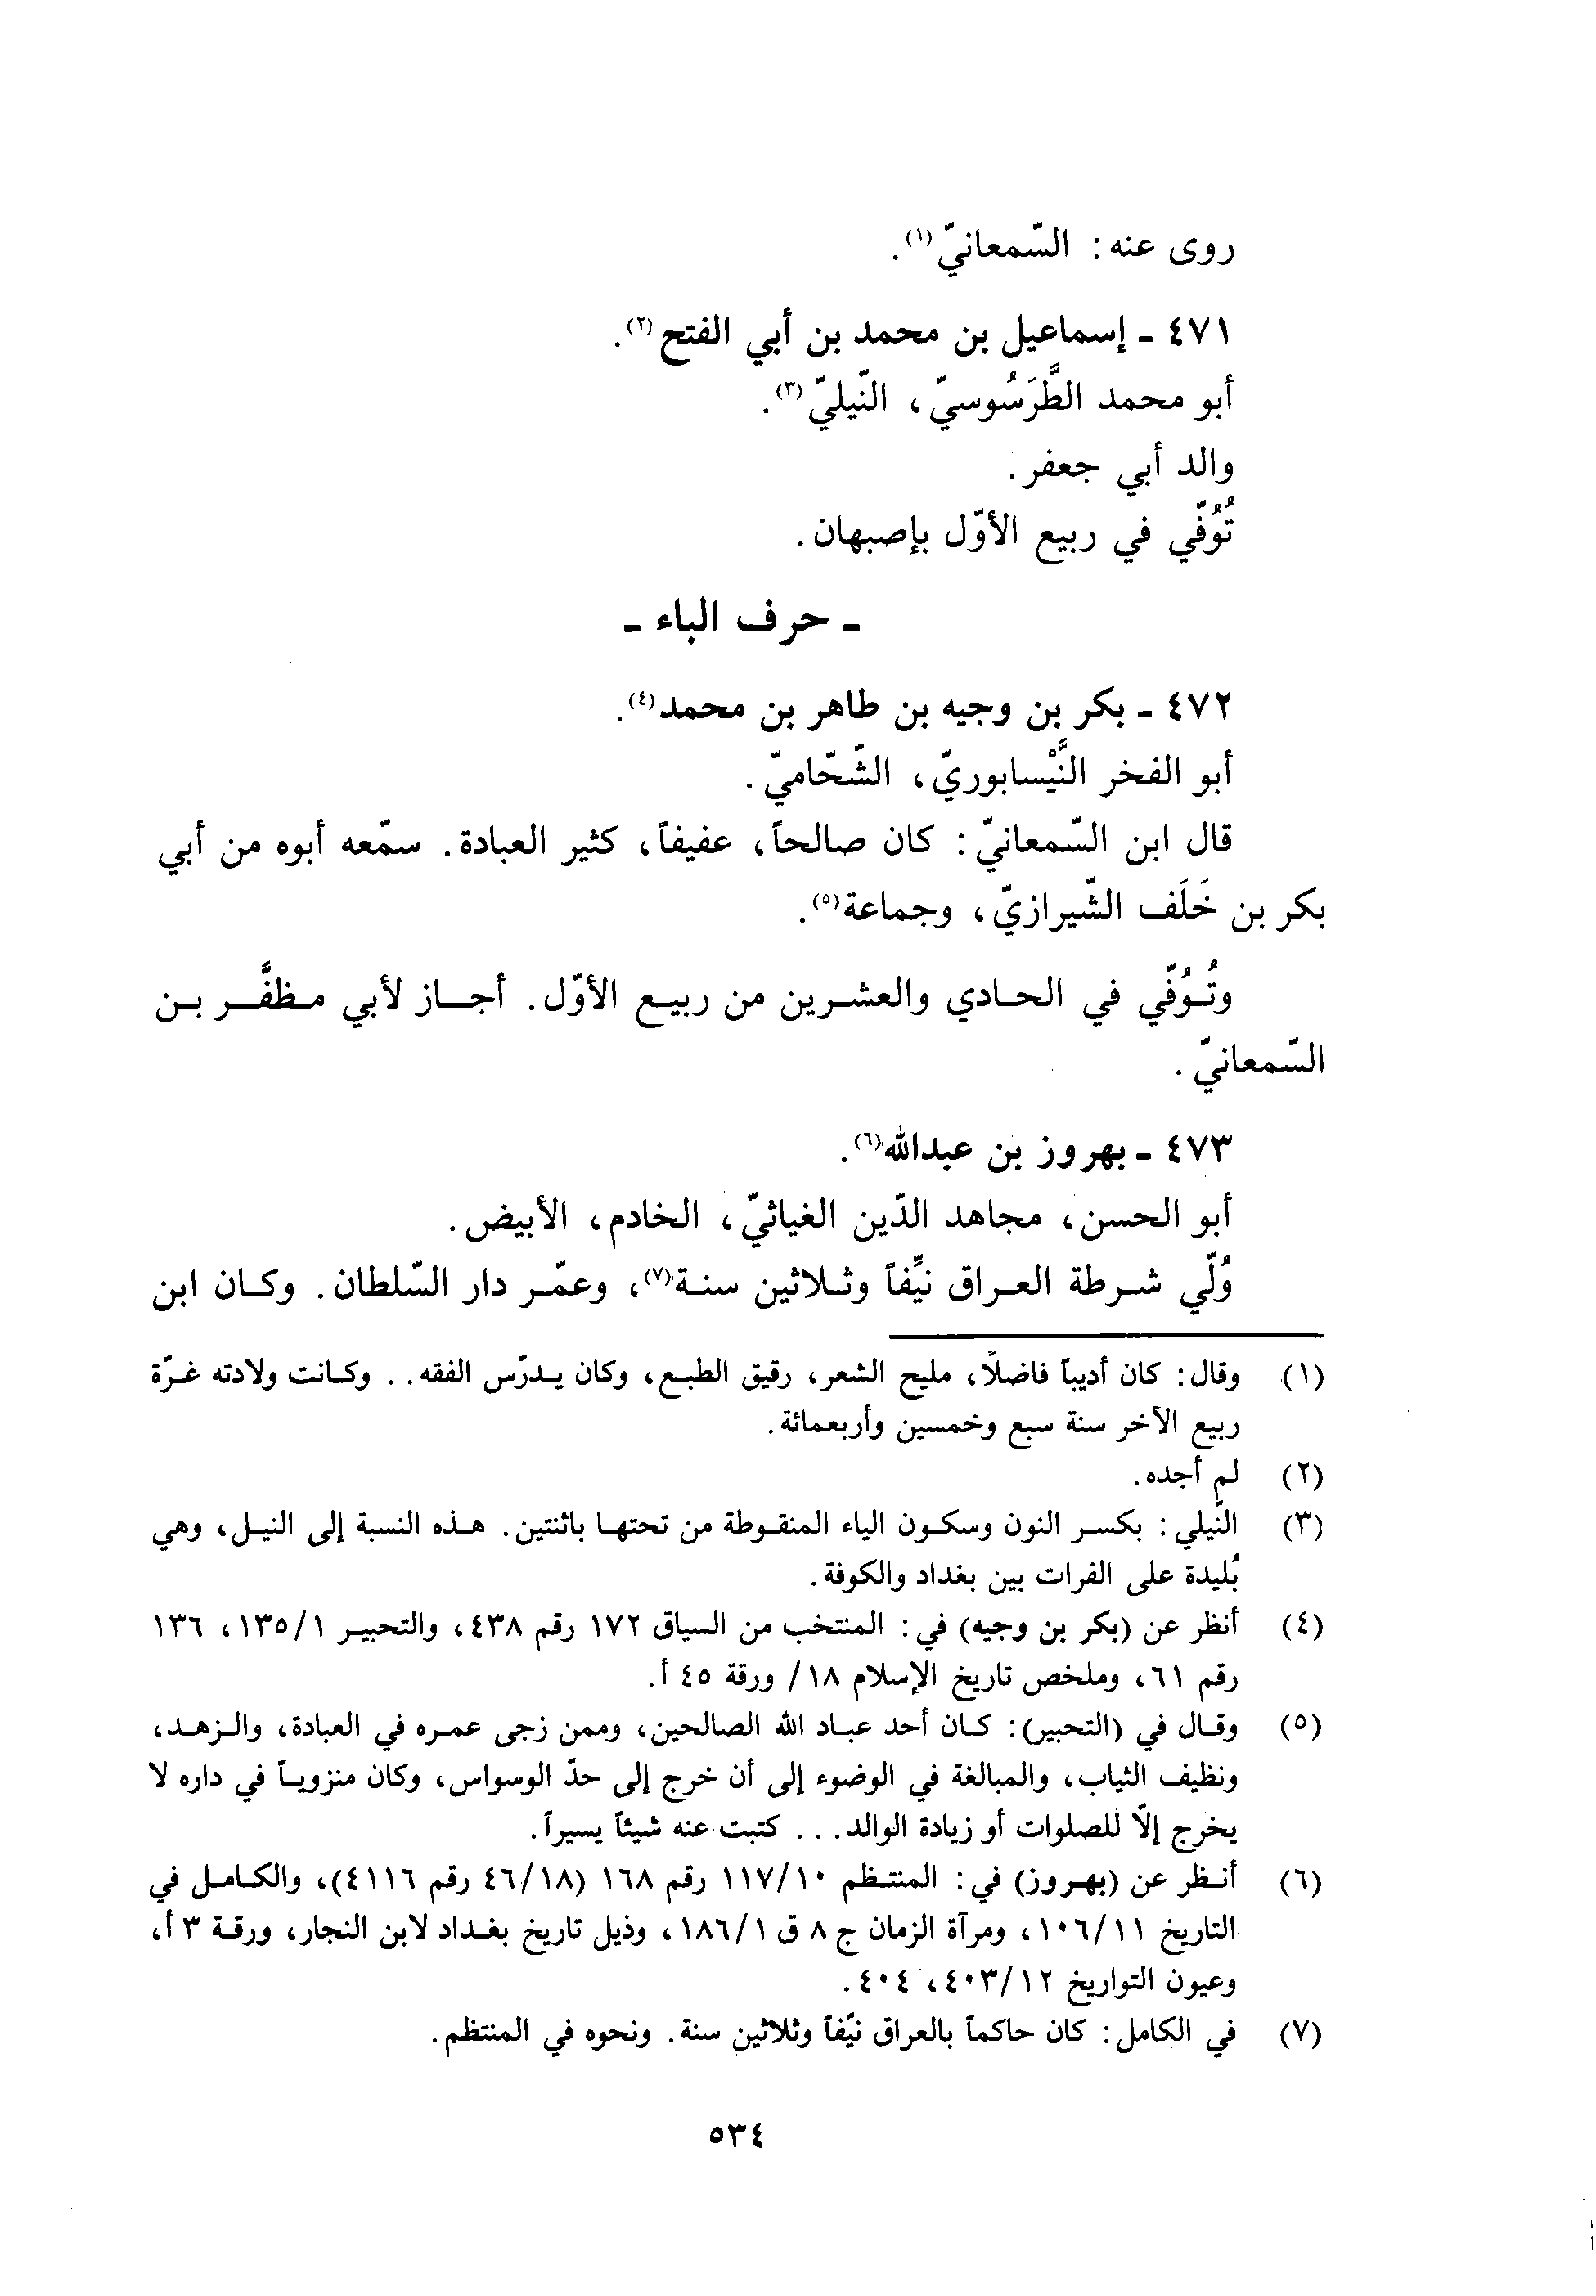 روى عنه: السّمعانيّ(١).
٤٧١ - إسماعيل بن محمد بن أبي الفتح(٢).
أبو محمد الطَّرَسُوسيّ، النّيليّ(٣).
والد أبي جعفر.
تُوُفّي في ربيع الأوّل بإصبهان.
- حرف الباء -
٤٧٢ - بكر بن وجيه بن طاهر بن محمد(٤).
أبو الفخر النَّيْسابوريّ، الشّحّاميّ.
قال ابن السّمعانيّ: كان صالحاً، عفيفاً، كثير العبادة. سمّعه أبوه من أبي
بكر بن خَلَف الشّيرازيّ، وجماعة(٥).
وتُوُفّي في الحادي والعشرين من ربيع الأوّل. أجاز لأبي مظفَّر بن
السّمعانيّ.
٤٧٣ - بهروز بن عبدالله(٦).
أبو الحسن، مجاهد الدّين الغياثيّ، الخادم، الأبيض.
وُلّي شرطة العراق نيِّفاً وثلاثين سنة(٧)، وعمّر دار السّلطان. وكان ابن
(١) وقال: كان أديباً فاضلًا، مليح الشعر، رقيق الطبع، وكان يدرّس الفقه.. وكانت ولادته غرّة
ربيع الآخر سنة سبع وخمسين وأربعمائة.
(٢) لم أجده.
(٣) النّيلي: بكسر النون وسكون الياء المنقوطة من تحتها باثنتين. هذه النسبة إلى النيل، وهي
بُليدة على الفرات بين بغداد والكوفة.
(٤) أنظر عن (بكر بن وجيه) في: المنتخب من السياق ١٧٢ رقم ٤٣٨، والتحبير ١/١٣٥، ١٣٦
رقم ٦١، وملخص تاريخ الإسلام ١٨/ ورقة ٤٥ أ.
(٥) وقال في (التحبير): كان أحد عباد الله الصالحين، وممن زجى عمره في العبادة، والزهد،
ونظيف الثياب، والمبالغة في الوضوء إلى أن خرج إلى حدّ الوسواس، وكان منزوياً في داره لا
يخرج إلّا للصلوات أو زيادة الوالد... كتبت عنه شيئاً يسيراً.
(٦) أنظر عن (بهروز) في: المنتظم ١١٧/١٠ رقم ١٦٨ (٤٦/١٨ رقم ٤١١٦)، والكامل في
التاريخ ١٠٦/١١، ومرآة الزمان ج ٨ ق ١٨٦/١، وذيل تاريخ بغداد لابن النجار، ورقة ٣ أ،
وعيون التواريخ ٤٠٣/١٢، ٤٠٤.
(٧) في الكامل: كان حاكماً بالعراق نيّفاً وثلاثين سنة. ونحوه في المنتظم.
٥٣٤